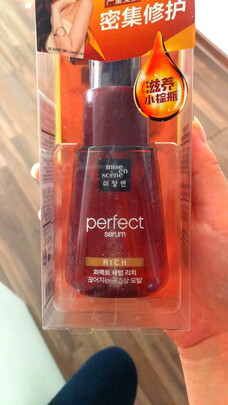 密集修护
滋养
小棕瓶
mise
en
scène
미쟝센
perfect
serum
RICH
퍼펙트 세럼 리치